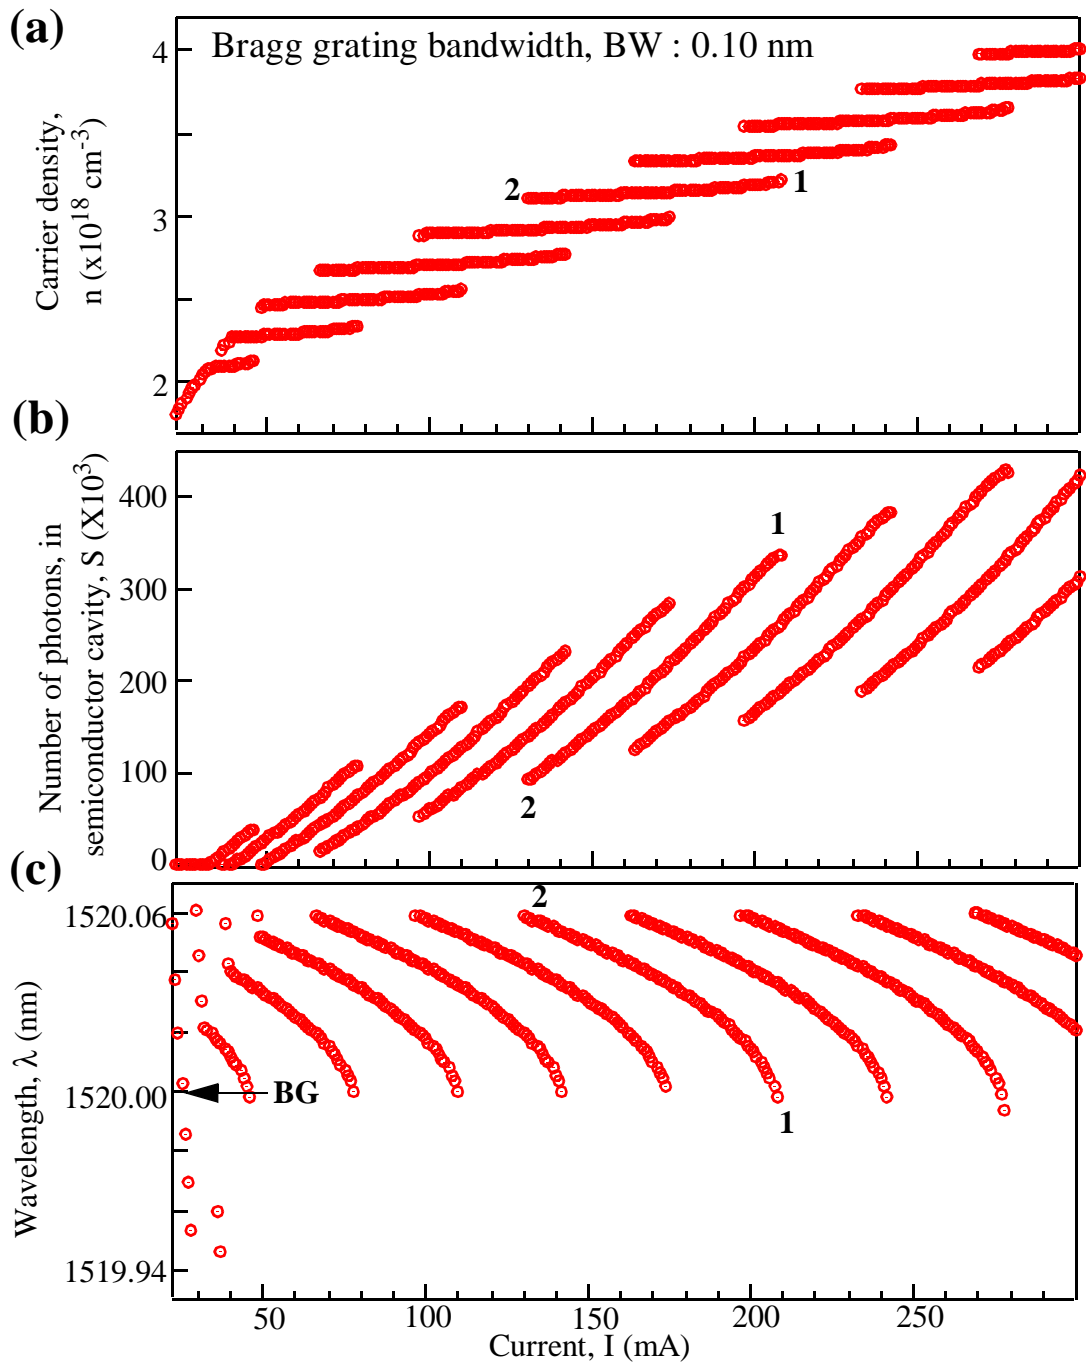 (a)
Bragg grating bandwidth, BW : 0.10 nm
Carrier density,
n (x10^18 cm^-3)
4
3
2
2
1
(b)
Number of photons, in
semiconductor cavity, S (X10^3)
400
300
200
100
0
1
2
(c)
Wavelength, λ (nm)
1520.06
1520.00
1519.94
2
BG
1
50
100
150
200
250
Current, I (mA)